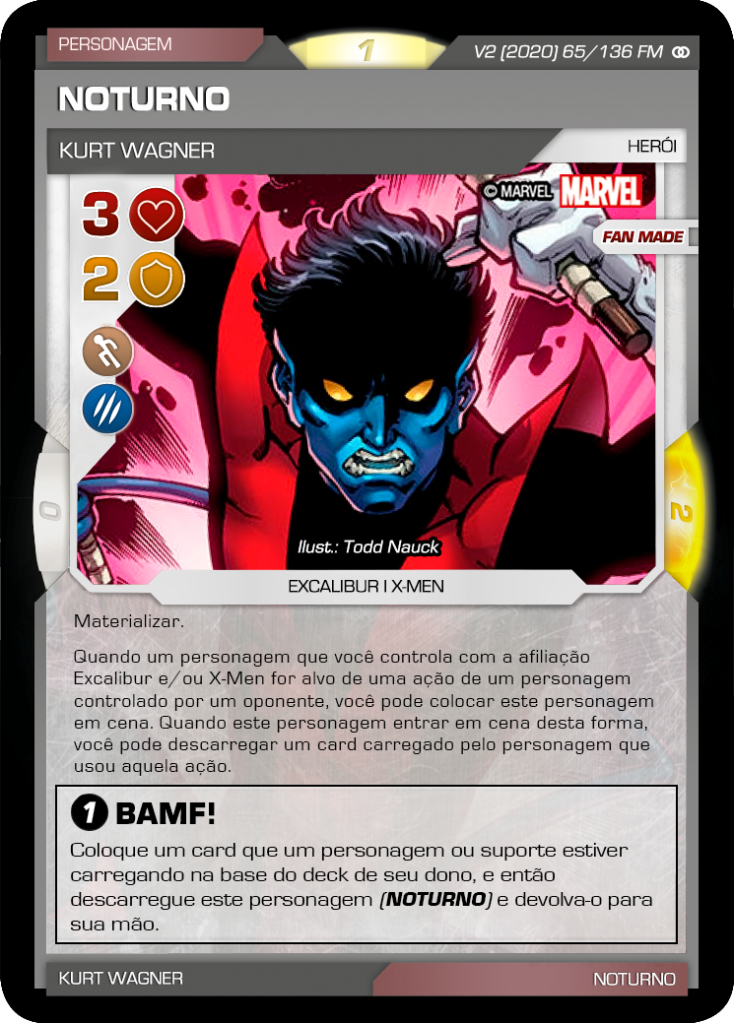 PERSONAGEM
1
V2 (2020) 65/136 FM
NOTURNO
KURT WAGNER
HERÓI
3
© MARVEL MARVEL
FAN MADE
2
0
2
Ilust.: Todd Nauck
EXCALIBUR | X-MEN
Materializar.
Quando um personagem que você controla com a afiliação
Excalibur e/ou X-Men for alvo de uma ação de um personagem
controlado por um oponente, você pode colocar este personagem
em cena. Quando este personagem entrar em cena desta forma,
você pode descarregar um card carregado pelo personagem que
usou aquela ação.
1 BAMF!
Coloque um card que um personagem ou suporte estiver
carregando na base do deck de seu dono, e então
descarregue este personagem (NOTURNO) e devolva-o para
sua mão.
KURT WAGNER
NOTURNO